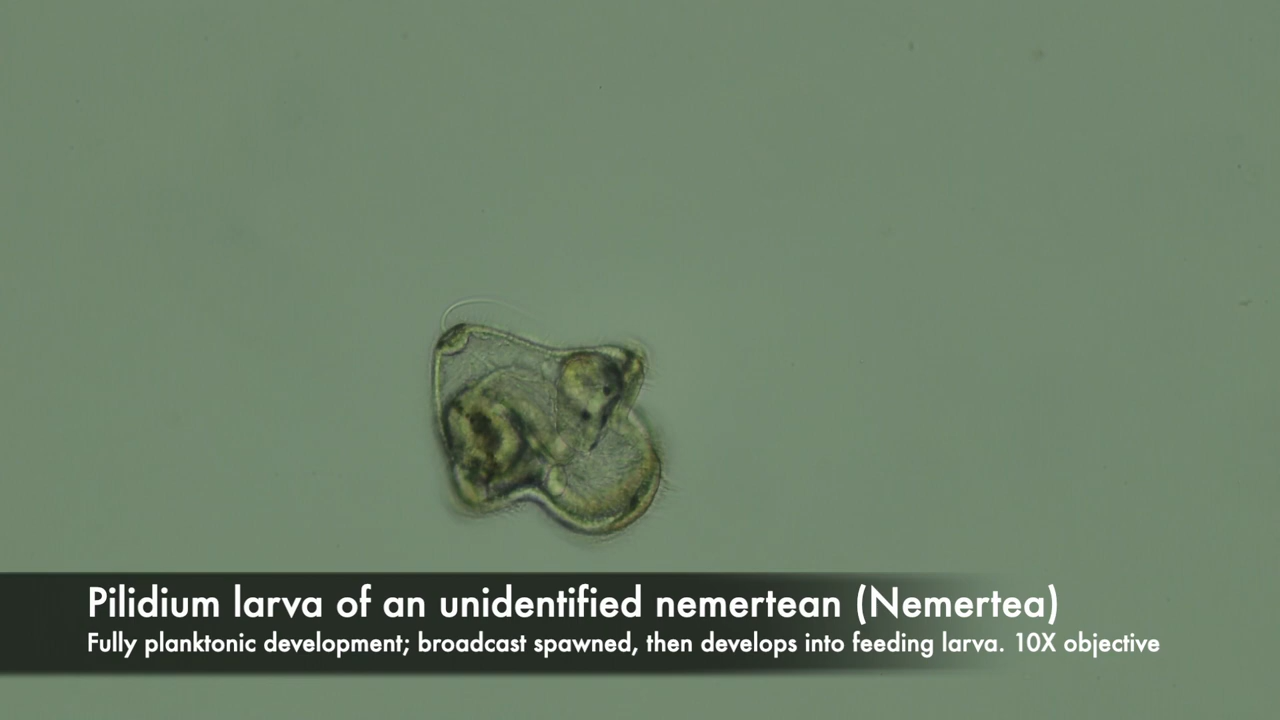 Pilidium larva of an unidentified nemertean (Nemertea)
Fully planktonic development; broadcast spawned, then develops into feeding larva. 10X objective